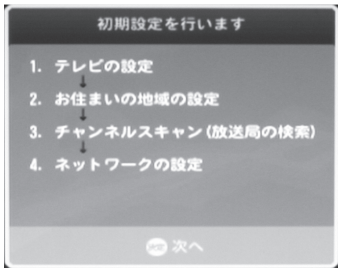 初期設定を行います
1. テレビの設定
↓
2. お住まいの地域の設定
↓
3. チャンネルスキャン(放送局の検索)
↓
4. ネットワークの設定
決定 次へ